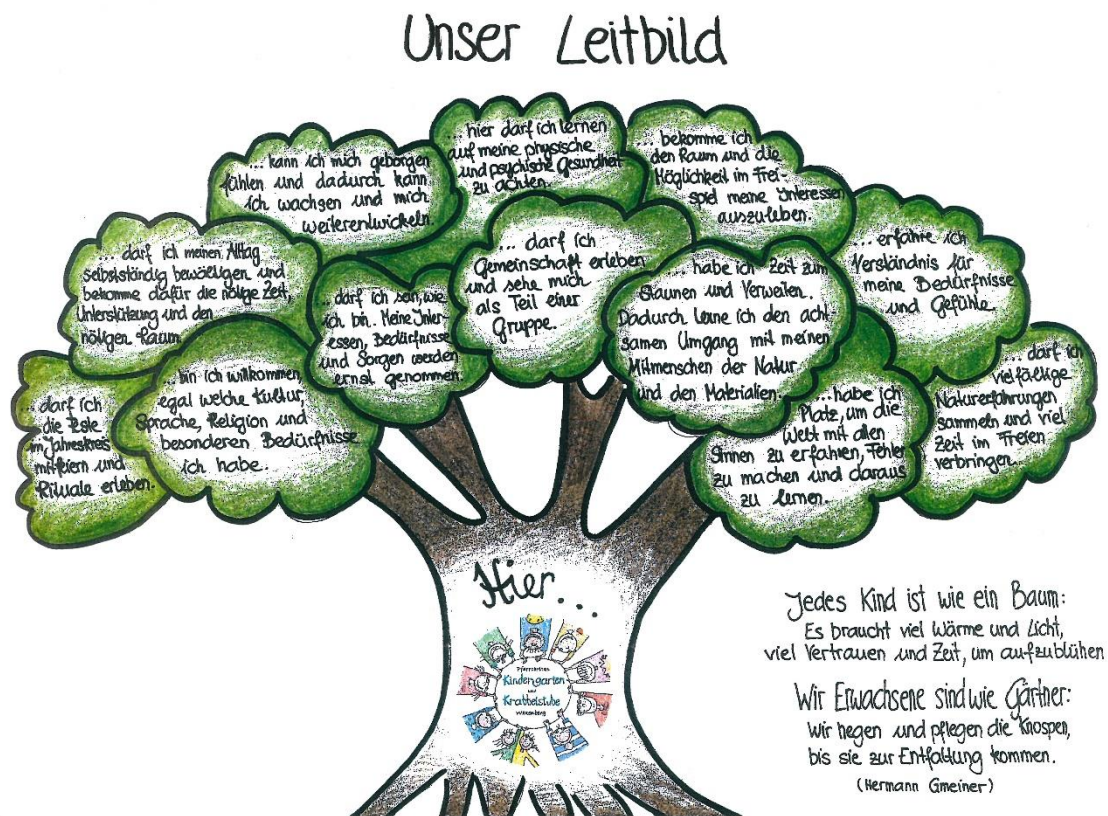 Unser Leitbild
... kann ich mich geborgen
fühlen und dadurch kann
ich wachsen und mich
weiterentwickeln.
... hier darf ich lernen
auf meine physische
und psychische Gesundheit
zu achten.
... bekomme ich
den Raum und die
Möglichkeit im Frei-
spiel meine Interessen
auszuleben.
... darf ich meinen Alltag
selbstständig bewältigen und
bekomme dafür die nötige Zeit,
Unterstützung und den
nötigen Raum.
... darf ich sein, wie
ich bin. Meine Inter-
essen, Bedürfnisse
und Sorgen werden
ernst genommen.
... darf ich
Gemeinschaft erleben
und sehe mich
als Teil einer
Gruppe.
... habe ich Zeit zum
Staunen und Verweilen.
Dadurch lerne ich den acht-
samen Umgang mit meinen
Mitmenschen der Natur
und den Materialien.
... erfahre ich
Verständnis für
meine Bedürfnisse
und Gefühle.
... darf ich
die Feste
im Jahreskreis
mitfeiern und
Rituale erleben.
... bin ich willkommen,
egal welche Kultur,
Sprache, Religion und
besonderen Bedürfnisse
ich habe.
... habe ich
Platz, um die
Welt mit allen
Sinnen zu erfahren, Fehler
zu machen und daraus
zu lernen.
... darf ich
vielfältige
Naturerfahrungen
sammeln und viel
Zeit im Freien
verbringen.
Hier...
Kindergarten
und
Krabbelstube
Jedes Kind ist wie ein Baum:
Es braucht viel Wärme und Licht,
viel Vertrauen und Zeit, um aufzublühen
Wir Erwachsene sind wie Gärtner:
Wir hegen und pflegen die Knospen,
bis sie zur Entfaltung kommen.
(Hermann Gmeiner)